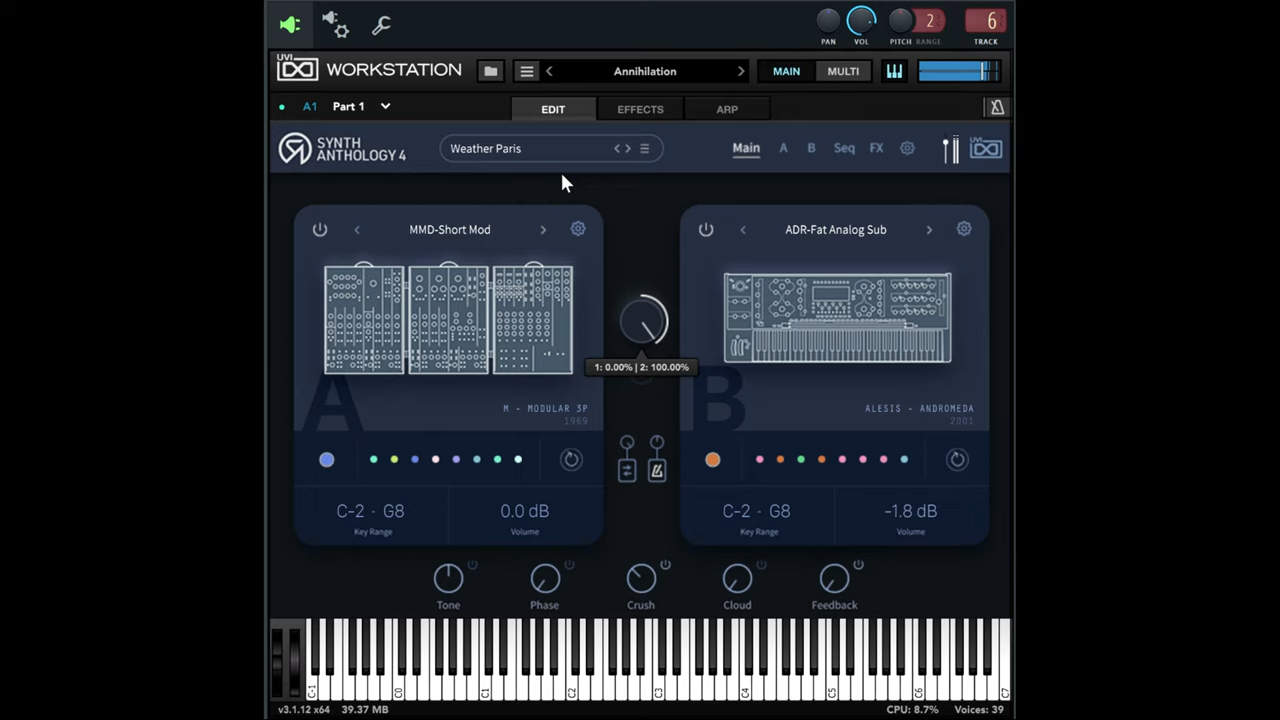 2
6
PAN
VOL
PITCH RANGE
TRACK
UVI
WORKSTATION
Annihilation
MAIN
MULTI
A1
Part 1
EDIT
EFFECTS
ARP
SYNTH
ANTHOLOGY 4
Weather Paris
Main
A
B
Seq
FX
MMD-Short Mod
ADR-Fat Analog Sub
1: 0.00% | 2: 100.00%
A
M - MODULAR 3P
1969
B
ALESIS - ANDROMEDA
2001
C-2 - G8
Key Range
0.0 dB
Volume
C-2 - G8
Key Range
-1.8 dB
Volume
Tone
Phase
Crush
Cloud
Feedback
C-1
C0
C1
C2
C3
C4
C5
C6
C7
v3.1.12 x64
39.37 MB
CPU: 8.7%
Voices: 39